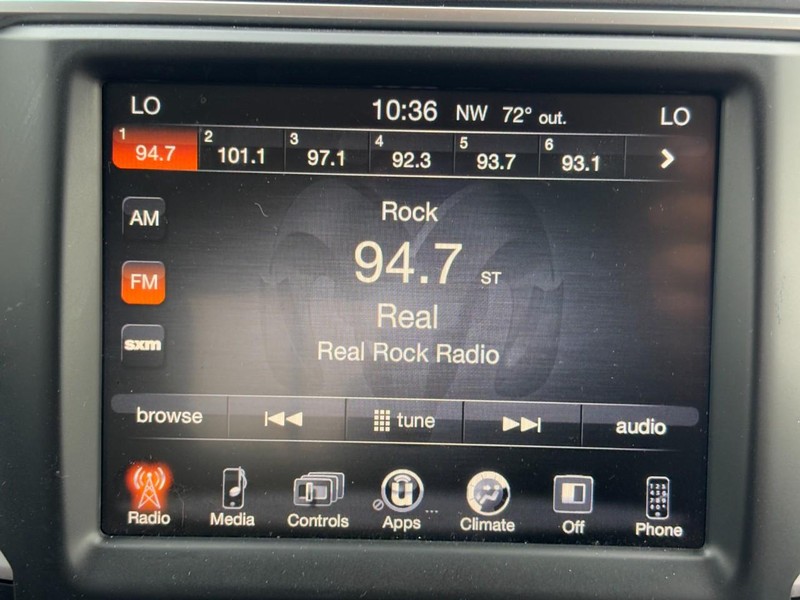 LO 10:36 NW 72° out. LO
1 94.7 2 101.1 3 97.1 4 92.3 5 93.7 6 93.1
AM
Rock
94.7 ST
FM
Real
sxm
Real Rock Radio
browse tune audio
Radio Media Controls Apps ... Climate Off Phone